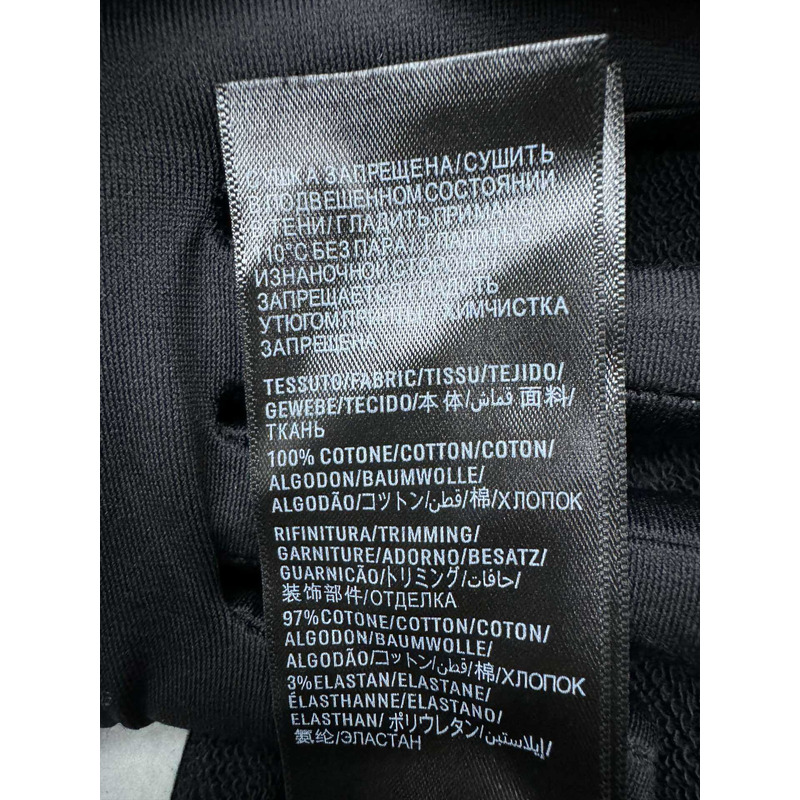 ЗАПРЕЩЕНА/СУШИТЬ
В ПОДВЕШЕННОМ СОСТОЯНИИ
ТЕНИ/ГЛАДИТЬ ПРИ МАКС
110°С БЕЗ ПАРА/
ИЗНАНОЧНОЙ
ЗАПРЕЩАЕТСЯ
УТЮГОМ ХИМЧИСТКА
ЗАПРЕЩЕНА
TESSUTO/FABRIC/TISSU/TEJIDO/
GEWEBE/TECIDO/本体/قماش/面料/
ТКАНЬ
100% COTONE/COTTON/COTON/
ALGODON/BAUMWOLLE/
ALGODÃO/コットン/قطن/棉/ХЛОПОК
RIFINITURA/TRIMMING/
GARNITURE/ADORNO/BESATZ/
GUARNICÃO/トリミング/حافات/
装饰部件/ОТДЕЛКА
97%COTONE/COTTON/COTON/
ALGODON/BAUMWOLLE/
ALGODÃO/コットン/قطن/棉/ХЛОПОК
3%ELASTAN/ELASTANE/
ÉLASTHANNE/ELASTANO/
ELASTHAN/ポリウレタン/إيلاستين/
氨纶/ЭЛАСТАН